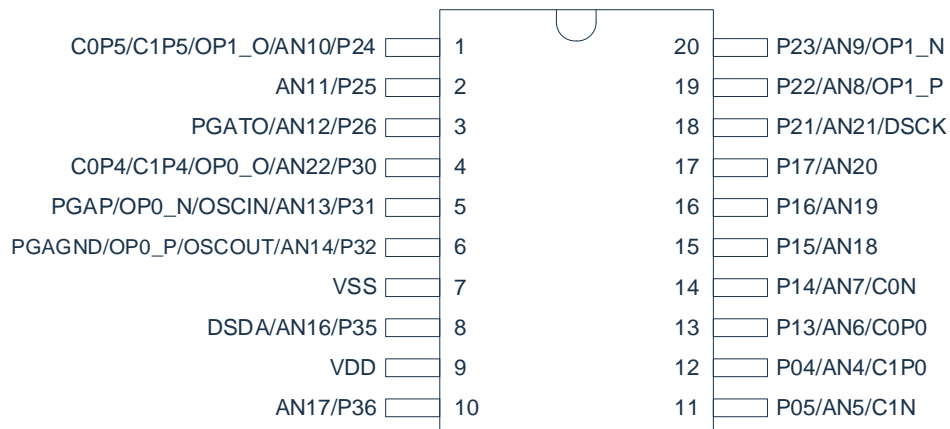 C0P5/C1P5/OP1_O/AN10/P24 1 20 P23/AN9/OP1_N
AN11/P25 2 19 P22/AN8/OP1_P
PGATO/AN12/P26 3 18 P21/AN21/DSCK
C0P4/C1P4/OP0_O/AN22/P30 4 17 P17/AN20
PGAP/OP0_N/OSCIN/AN13/P31 5 16 P16/AN19
PGAGND/OP0_P/OSCOUT/AN14/P32 6 15 P15/AN18
VSS 7 14 P14/AN7/C0N
DSDA/AN16/P35 8 13 P13/AN6/C0P0
VDD 9 12 P04/AN4/C1P0
AN17/P36 10 11 P05/AN5/C1N